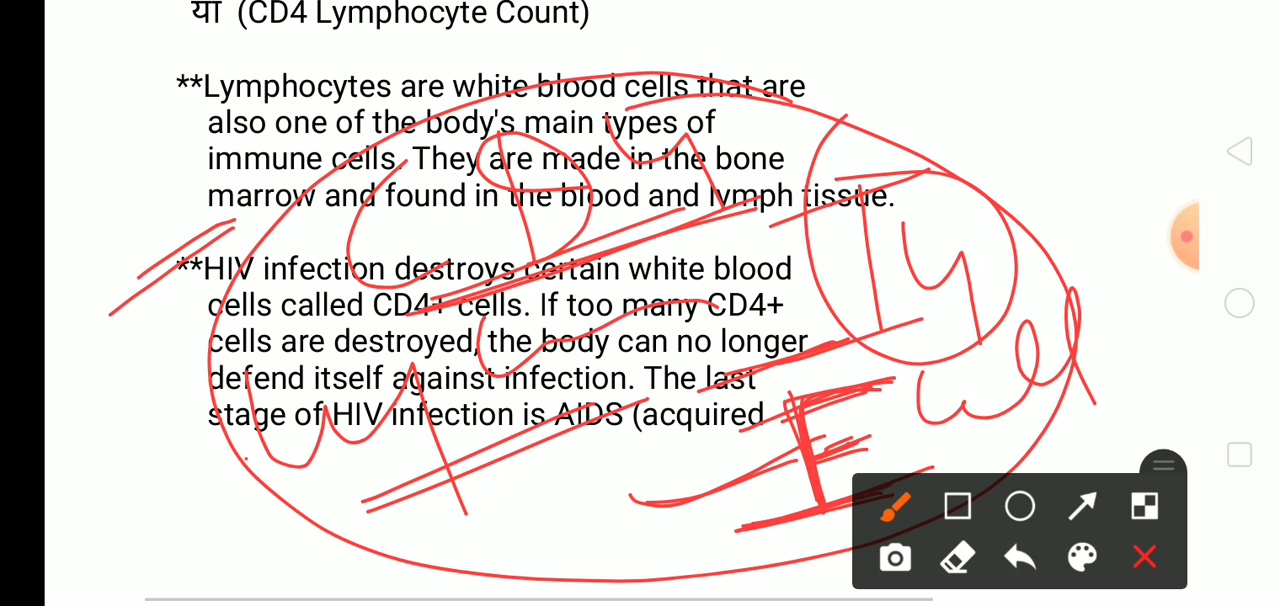 या (CD4 Lymphocyte Count)
**Lymphocytes are white blood cells that are
also one of the body's main types of
immune cells. They are made in the bone
marrow and found in the blood and lymph tissue.
**HIV infection destroys certain white blood
cells called CD4+ cells. If too many CD4+
cells are destroyed, the body can no longer
defend itself against infection. The last
stage of HIV infection is AIDS (acquired